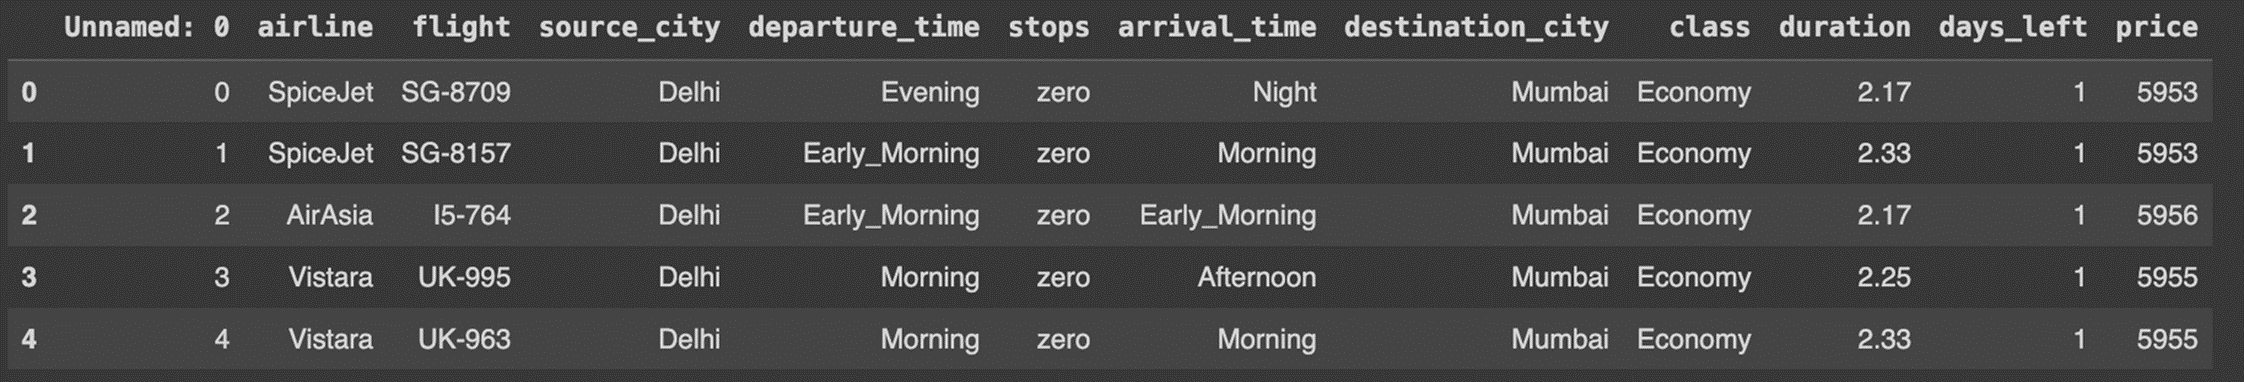 Unnamed: 0 airline flight source_city departure_time stops arrival_time destination_city class duration days_left price
0 0 SpiceJet SG-8709 Delhi Evening zero Night Mumbai Economy 2.17 1 5953
1 1 SpiceJet SG-8157 Delhi Early_Morning zero Morning Mumbai Economy 2.33 1 5953
2 2 AirAsia I5-764 Delhi Early_Morning zero Early_Morning Mumbai Economy 2.17 1 5956
3 3 Vistara UK-995 Delhi Morning zero Afternoon Mumbai Economy 2.25 1 5955
4 4 Vistara UK-963 Delhi Morning zero Morning Mumbai Economy 2.33 1 5955